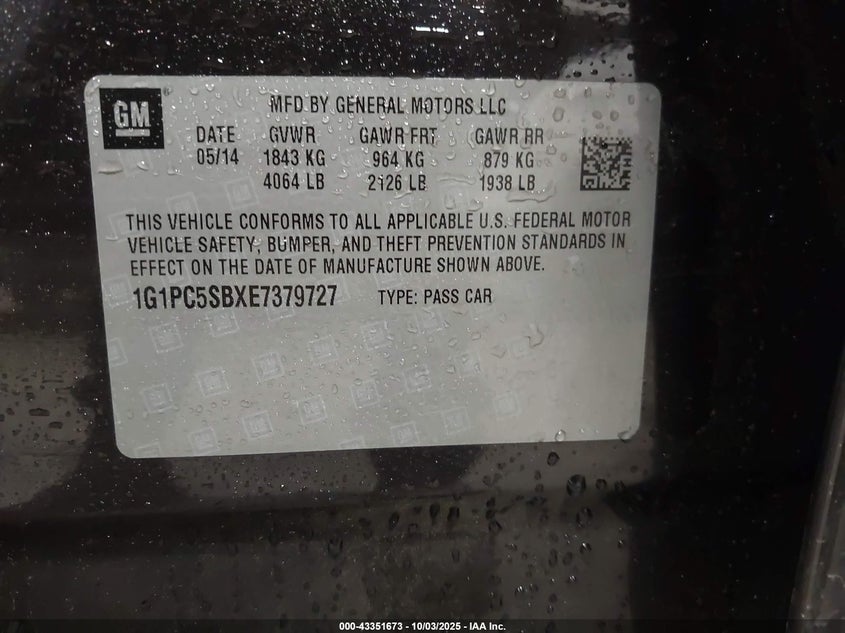 GM
MFD BY GENERAL MOTORS LLC
DATE GVWR GAWR FRT GAWR RR
05/14 1843 KG 964 KG 879 KG
4064 LB 2126 LB 1938 LB
THIS VEHICLE CONFORMS TO ALL APPLICABLE U.S. FEDERAL MOTOR
VEHICLE SAFETY, BUMPER, AND THEFT PREVENTION STANDARDS IN
EFFECT ON THE DATE OF MANUFACTURE SHOWN ABOVE.
1G1PC5SBXE7379727 TYPE: PASS CAR
000-43351673 - 10/03/2025 - IAA Inc.